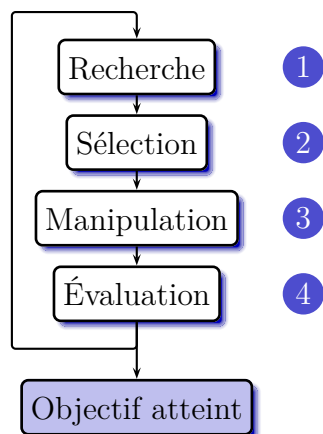 Recherche 1
Sélection 2
Manipulation 3
Évaluation 4
Objectif atteint